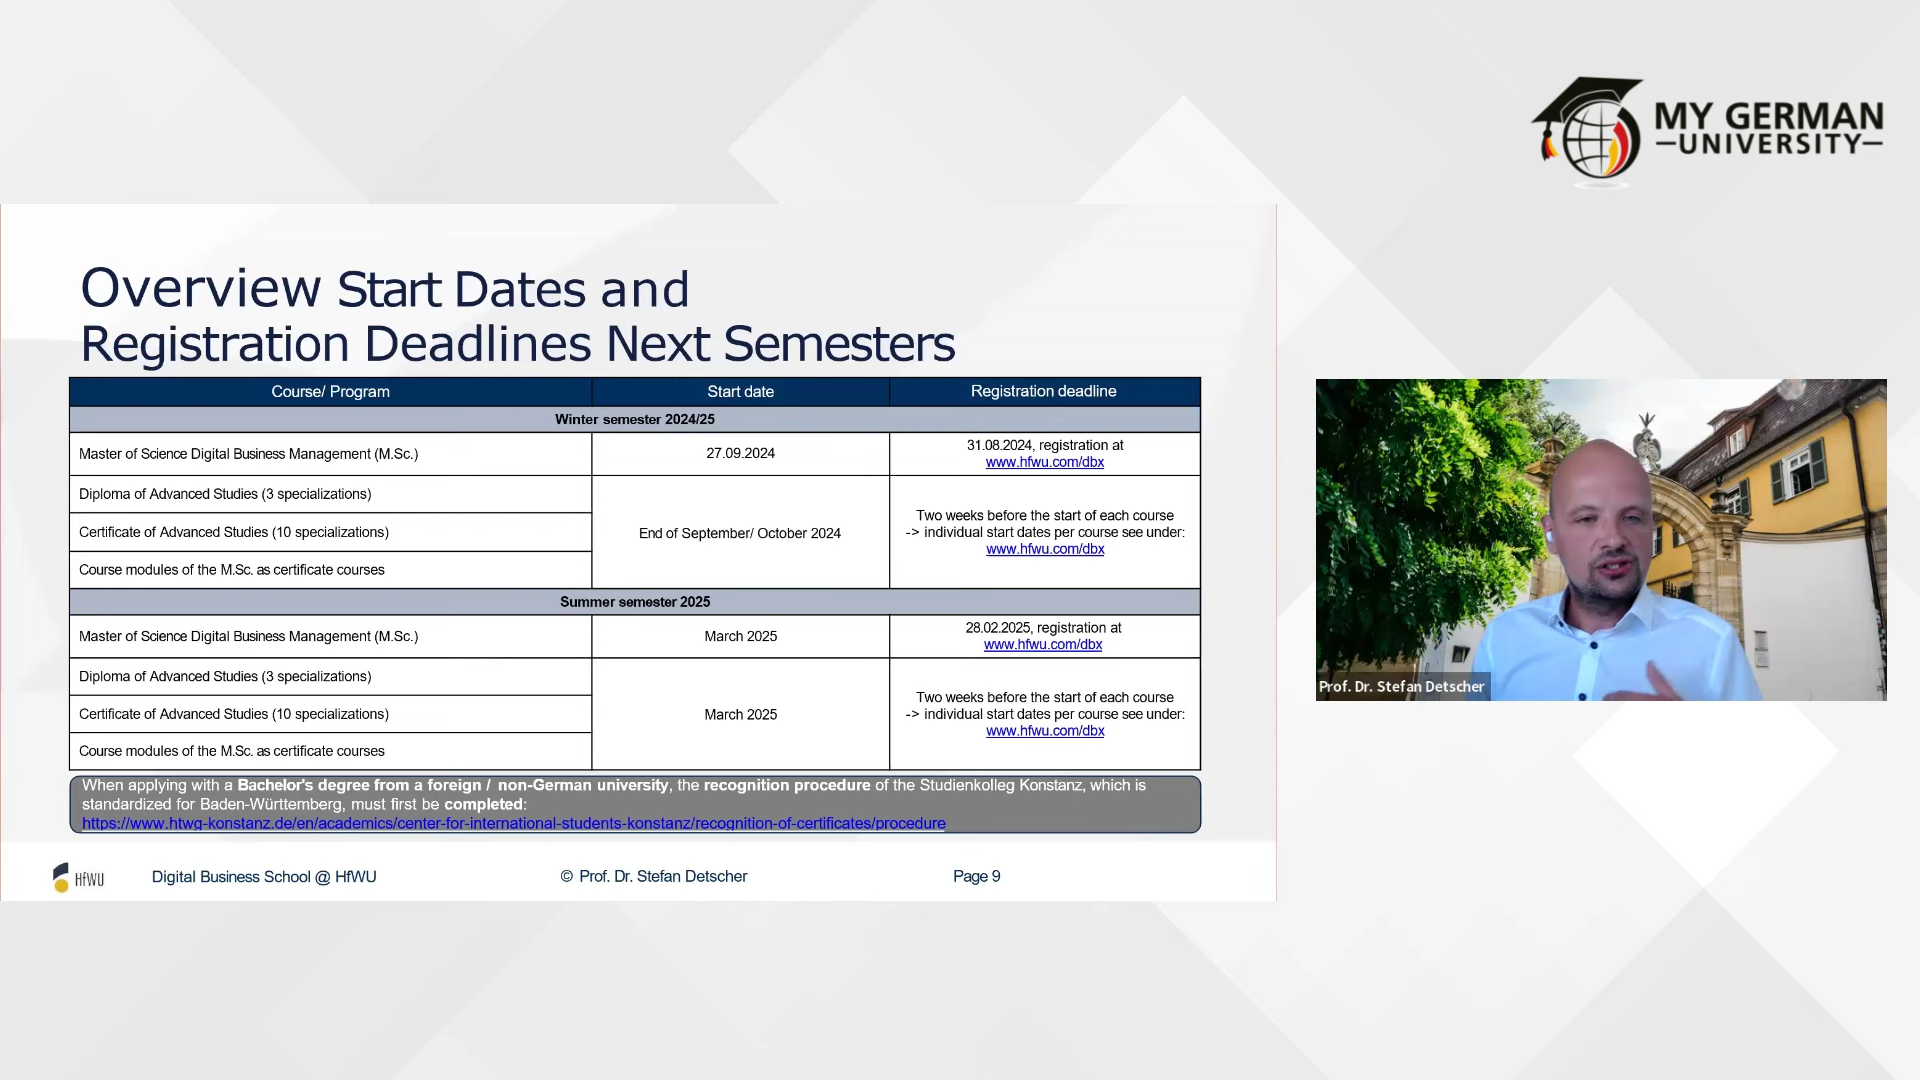 MY GERMAN
UNIVERSITY
Overview Start Dates and
Registration Deadlines Next Semesters
Course/ Program Start date Registration deadline
Winter semester 2024/25
Master of Science Digital Business Management (M.Sc.) 27.09.2024 31.08.2024, registration at
www.hfwu.com/dbx
Diploma of Advanced Studies (3 specializations)
Certificate of Advanced Studies (10 specializations)
Course modules of the M.Sc. as certificate courses
End of September/ October 2024
Two weeks before the start of each course
-> individual start dates per course see under:
www.hfwu.com/dbx
Summer semester 2025
Master of Science Digital Business Management (M.Sc.) March 2025 28.02.2025, registration at
www.hfwu.com/dbx
Diploma of Advanced Studies (3 specializations)
Certificate of Advanced Studies (10 specializations)
Course modules of the M.Sc. as certificate courses
March 2025
Two weeks before the start of each course
-> individual start dates per course see under:
www.hfwu.com/dbx
When applying with a Bachelor's degree from a foreign / non-German university, the recognition procedure of the Studienkolleg Konstanz, which is
standardized for Baden-Württemberg, must first be completed:
https://www.htwg-konstanz.de/en/academics/center-for-international-students-konstanz/recognition-of-certificates/procedure
HfWU Digital Business School @ HfWU © Prof. Dr. Stefan Detscher Page 9
Prof. Dr. Stefan Detscher